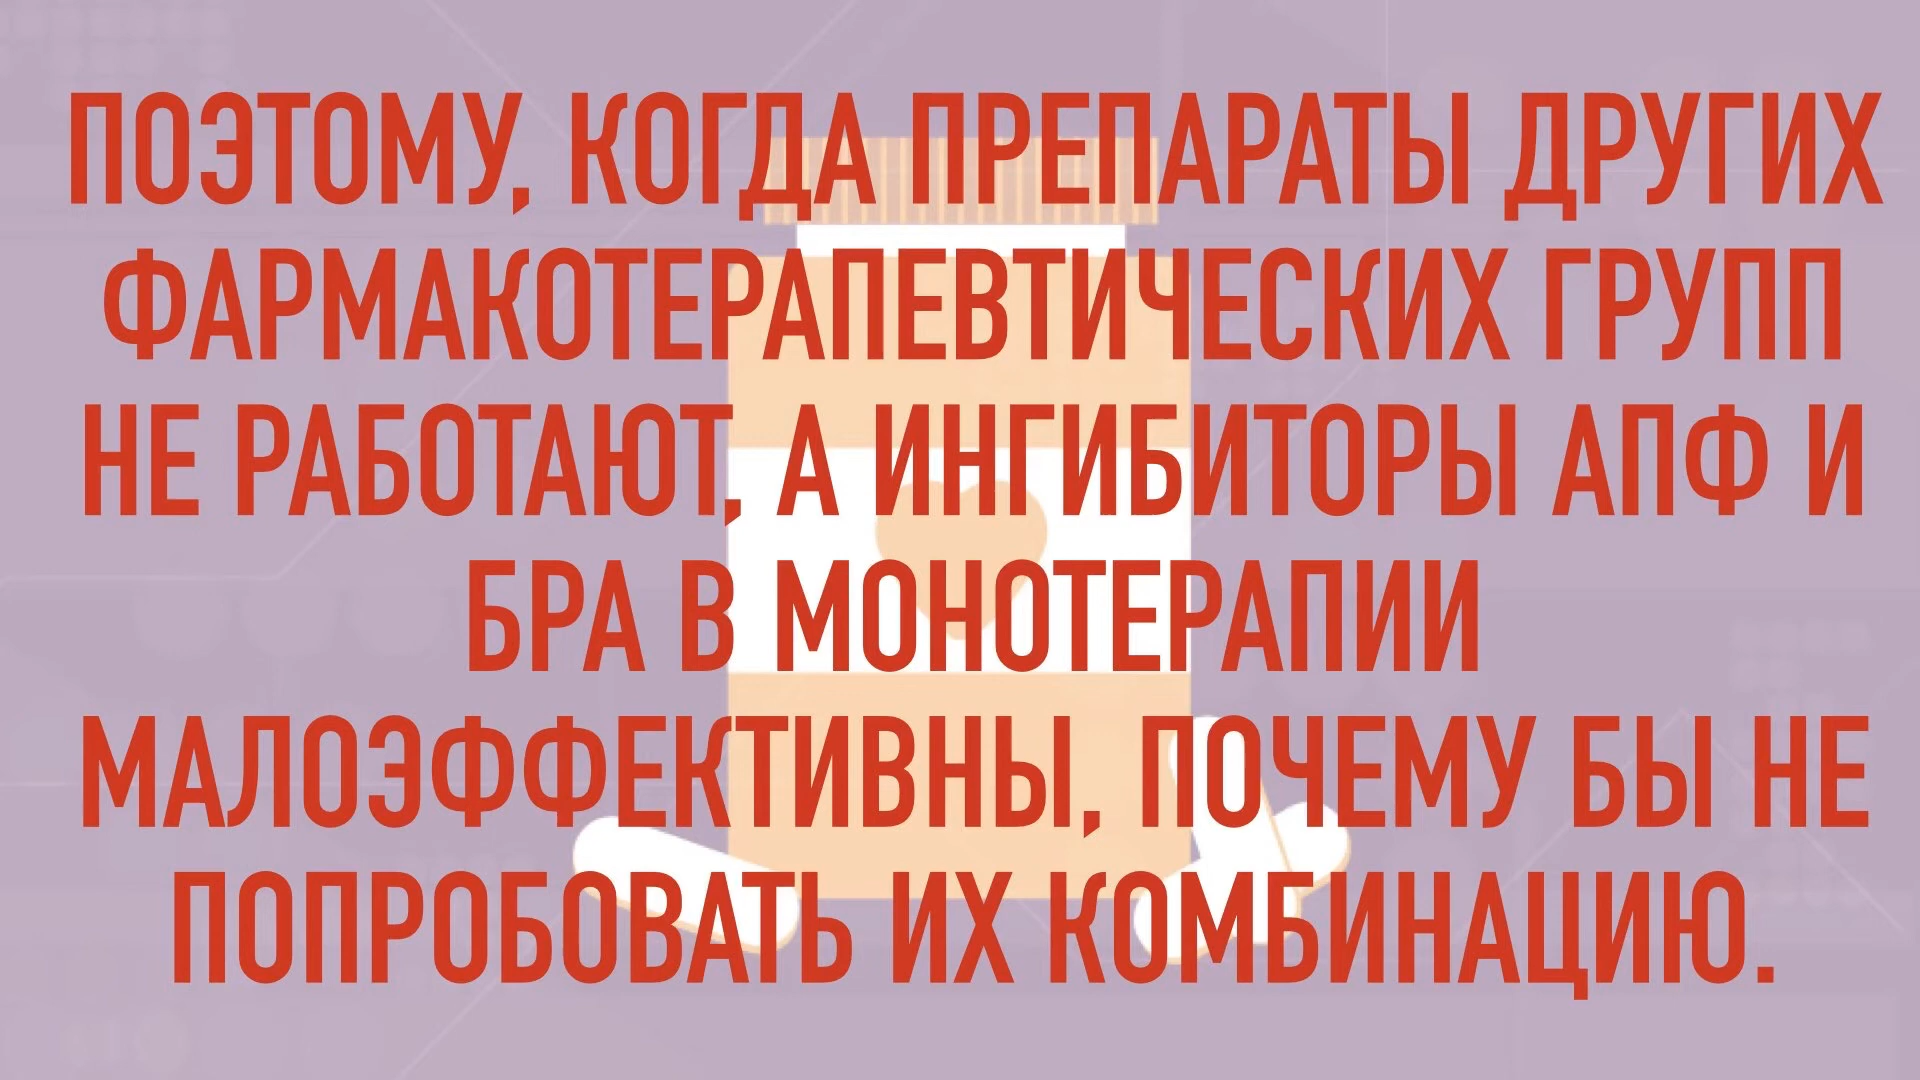 ПОЭТОМУ, КОГДА ПРЕПАРАТЫ ДРУГИХ
ФАРМАКОТЕРАПЕВТИЧЕСКИХ ГРУПП
НЕ РАБОТАЮТ, А ИНГИБИТОРЫ АПФ И
БРА В МОНОТЕРАПИИ
МАЛОЭФФЕКТИВНЫ, ПОЧЕМУ БЫ НЕ
ПОПРОБОВАТЬ ИХ КОМБИНАЦИЮ.